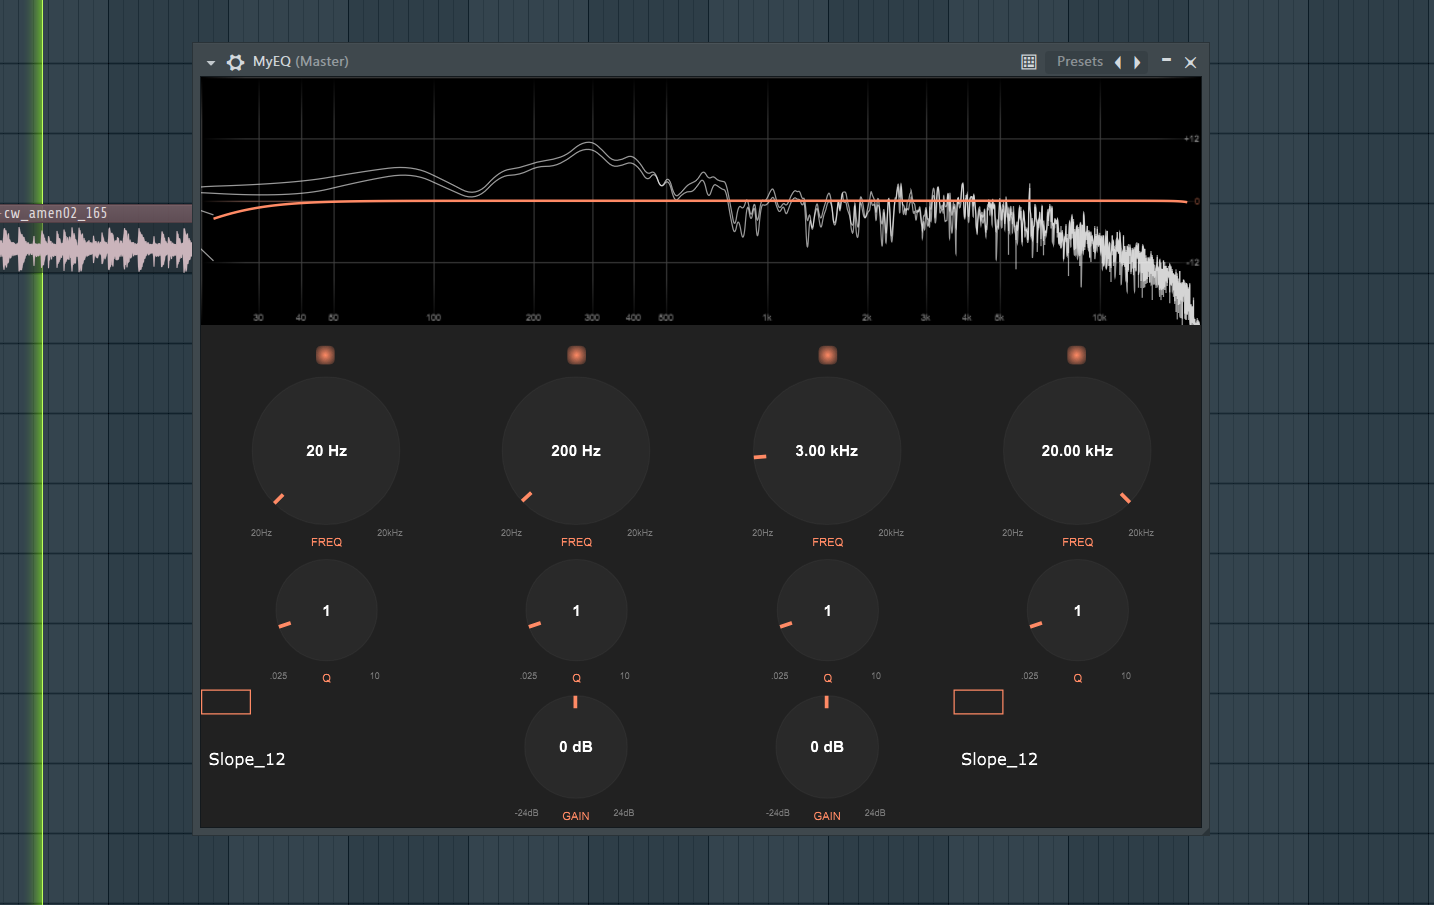 MyEQ (Master)
Presets
cw_amen02_165
+12
0
-12
30 40 50 100 200 300 400 500 1k 2k 3k 4k 5k 10k
20 Hz 200 Hz 3.00 kHz 20.00 kHz
20Hz 20kHz 20Hz 20kHz 20Hz 20kHz 20Hz 20kHz
FREQ FREQ FREQ FREQ
1 1 1 1
.025 10 .025 10 .025 10 .025 10
Q Q Q Q
Slope_12 0 dB 0 dB Slope_12
-24dB 24dB -24dB 24dB
GAIN GAIN